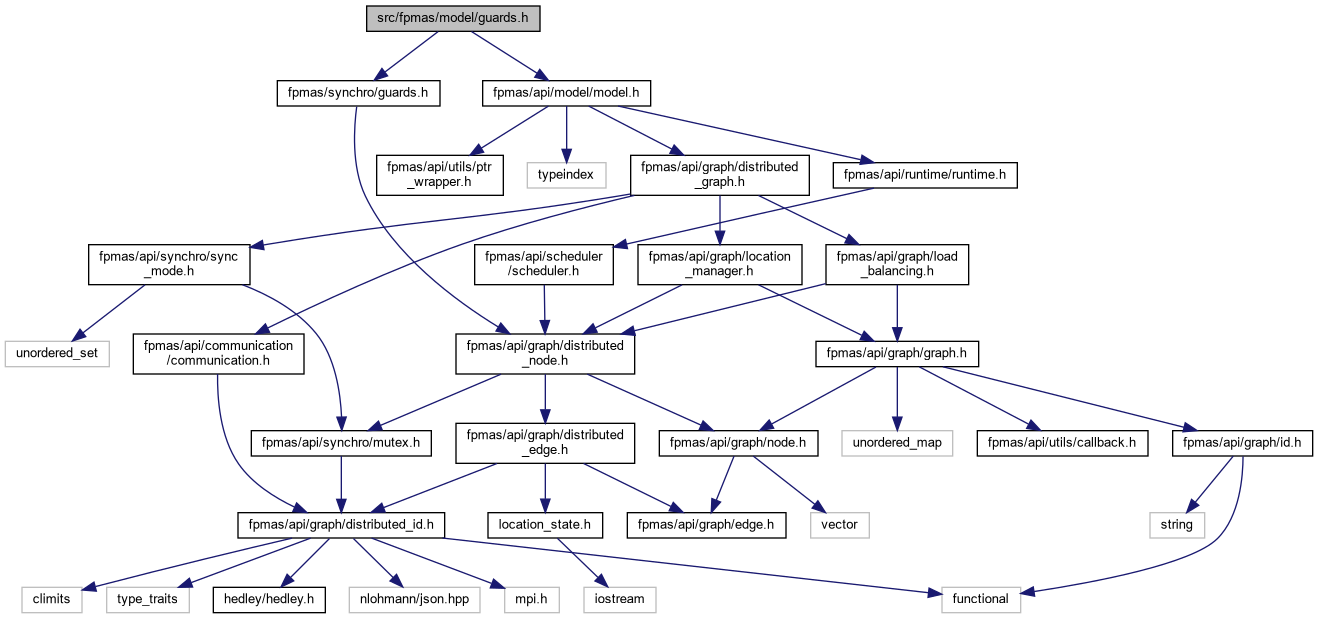 src/fpmas/model/guards.h
fpmas/synchro/guards.h
fpmas/api/model/model.h
fpmas/api/utils/ptr
_wrapper.h
typeindex
fpmas/api/graph/distributed
_graph.h
fpmas/api/runtime/runtime.h
fpmas/api/synchro/sync
_mode.h
fpmas/api/scheduler
/scheduler.h
fpmas/api/graph/location
_manager.h
fpmas/api/graph/load
_balancing.h
unordered_set
fpmas/api/communication
/communication.h
fpmas/api/graph/distributed
_node.h
fpmas/api/graph/graph.h
fpmas/api/synchro/mutex.h
fpmas/api/graph/distributed
_edge.h
fpmas/api/graph/node.h
unordered_map
fpmas/api/utils/callback.h
fpmas/api/graph/id.h
fpmas/api/graph/distributed_id.h
location_state.h
fpmas/api/graph/edge.h
vector
string
climits
type_traits
hedley/hedley.h
nlohmann/json.hpp
mpi.h
iostream
functional